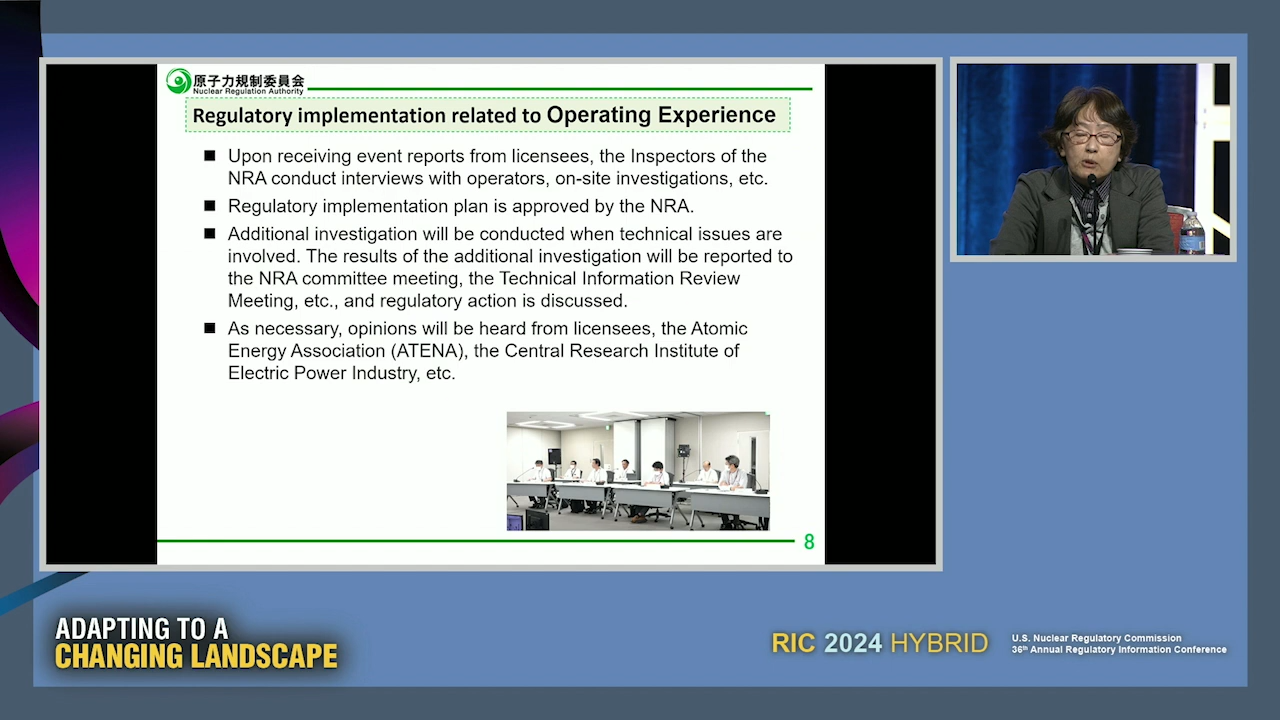 原子力規制委員会
Nuclear Regulation Authority
Regulatory implementation related to Operating Experience
■ Upon receiving event reports from licensees, the Inspectors of the
NRA conduct interviews with operators, on-site investigations, etc.
■ Regulatory implementation plan is approved by the NRA.
■ Additional investigation will be conducted when technical issues are
involved. The results of the additional investigation will be reported to
the NRA committee meeting, the Technical Information Review
Meeting, etc., and regulatory action is discussed.
■ As necessary, opinions will be heard from licensees, the Atomic
Energy Association (ATENA), the Central Research Institute of
Electric Power Industry, etc.
8
ADAPTING TO A
CHANGING LANDSCAPE
RIC 2024 HYBRID
U.S. Nuclear Regulatory Commission
36th Annual Regulatory Information Conference